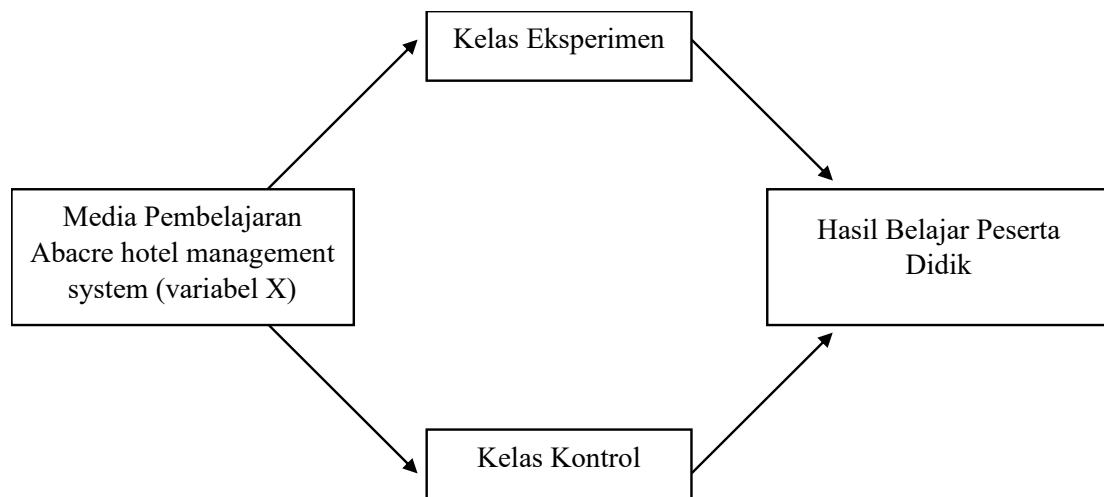 Kelas Eksperimen
Media Pembelajaran
Abacre hotel management
system (variabel X)
Hasil Belajar Peserta
Didik
Kelas Kontrol